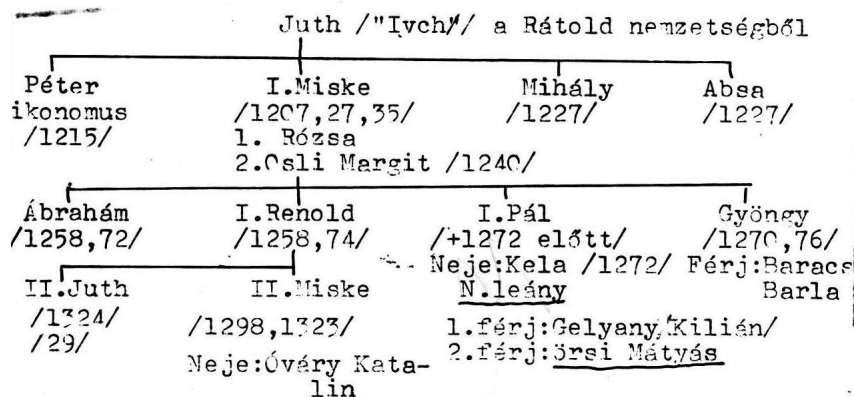 Juth /"Ivch"/ a Rátold nemzetségből
Péter I.Miske Mihály Absa
ikonomus /1207,27,35/ /1227/ /1227/
/1215/ 1. Rózsa
2.Osli Margit /1240/
Ábrahám I.Renold I.Pál Gyöngy
/1258,72/ /1258,74/ /+1272 előtt/ /1270,76/
Neje:Kela /1272/ Férj:Baracs
II.Juth II.Miske N.leány Barla
/1324/ /1298,1323/ 1.férj:Gelyany/Kilián/
/29/ 2.férj:őrsi Mátyás
Neje:Óváry Kata-
lin